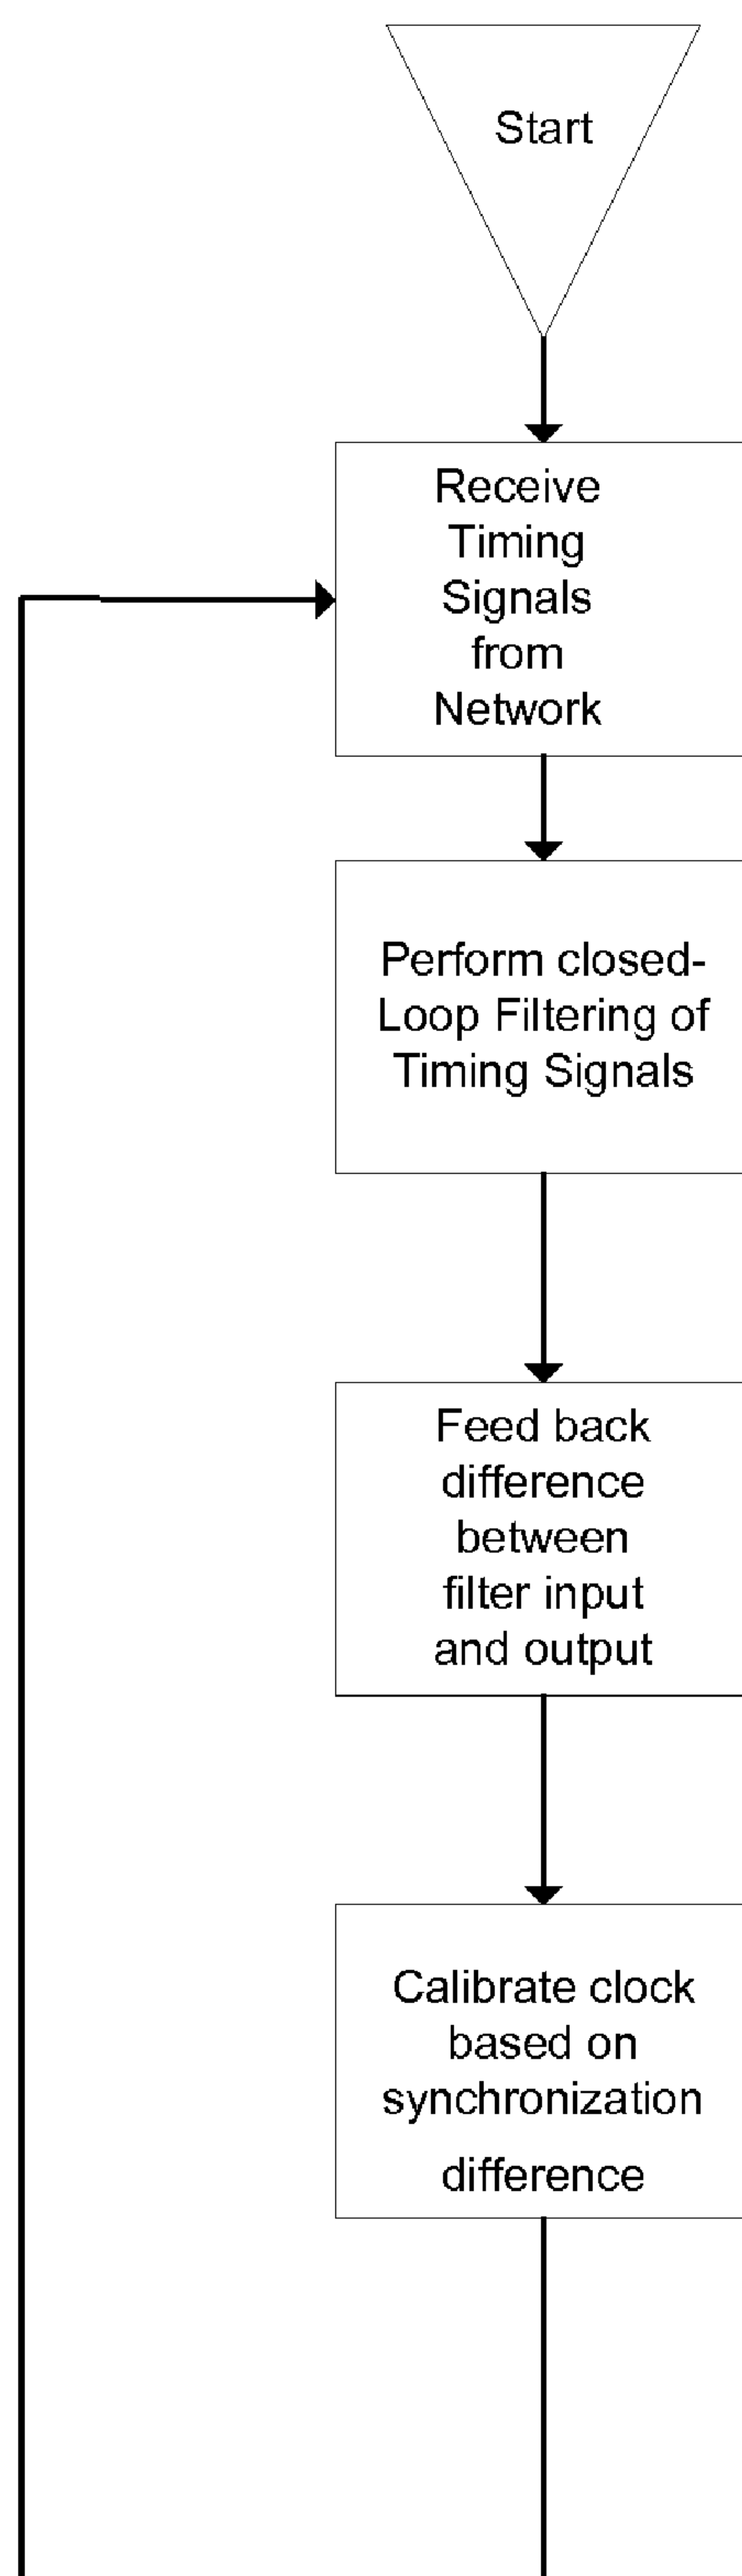 Start
Receive
Timing
Signals
from
Network
Perform closed-
Loop Filtering of
Timing Signals
Feed back
difference
between
filter input
and output
Calibrate clock
based on
synchronization
difference